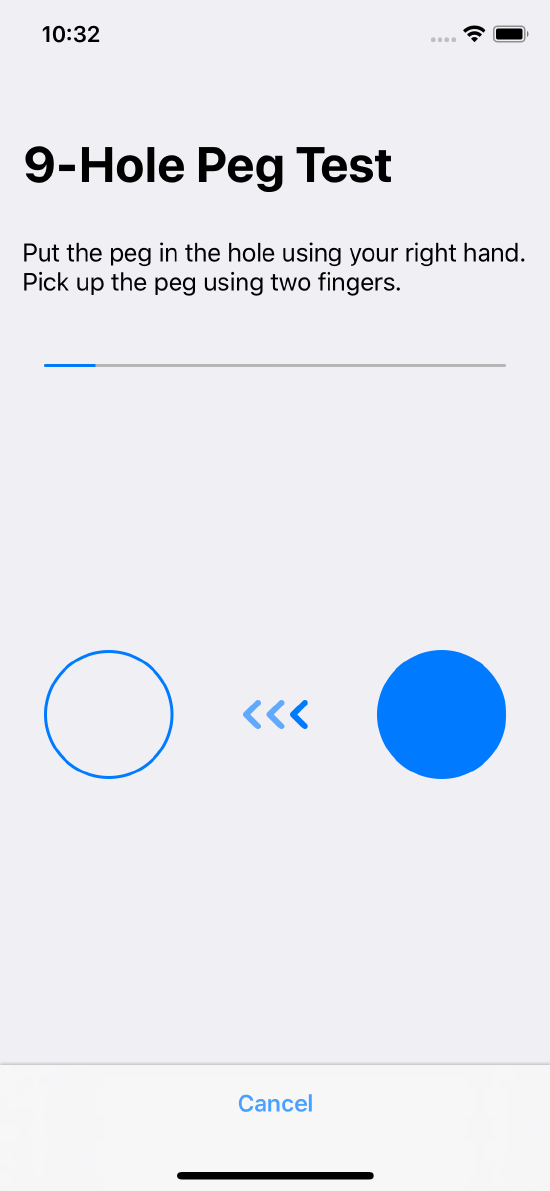 10:32
9-Hole Peg Test
Put the peg in the hole using your right hand.
Pick up the peg using two fingers.
Cancel